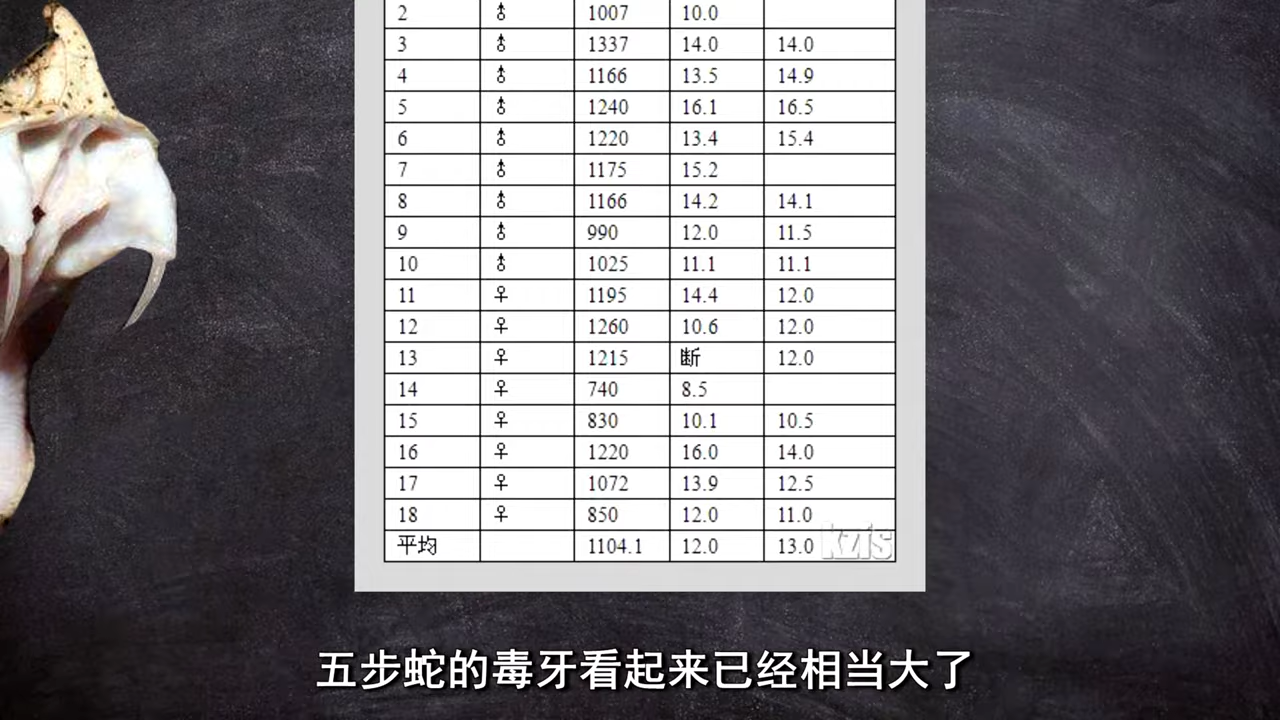 2 ♂ 1007 10.0
3 ♂ 1337 14.0 14.0
4 ♂ 1166 13.5 14.9
5 ♂ 1240 16.1 16.5
6 ♂ 1220 13.4 15.4
7 ♂ 1175 15.2
8 ♂ 1166 14.2 14.1
9 ♂ 990 12.0 11.5
10 ♂ 1025 11.1 11.1
11 ♀ 1195 14.4 12.0
12 ♀ 1260 10.6 12.0
13 ♀ 1215 断 12.0
14 ♀ 740 8.5
15 ♀ 830 10.1 10.5
16 ♀ 1220 16.0 14.0
17 ♀ 1072 13.9 12.5
18 ♀ 850 12.0 11.0
平均 1104.1 12.0 13.0
kzfs
五步蛇的毒牙看起来已经相当大了